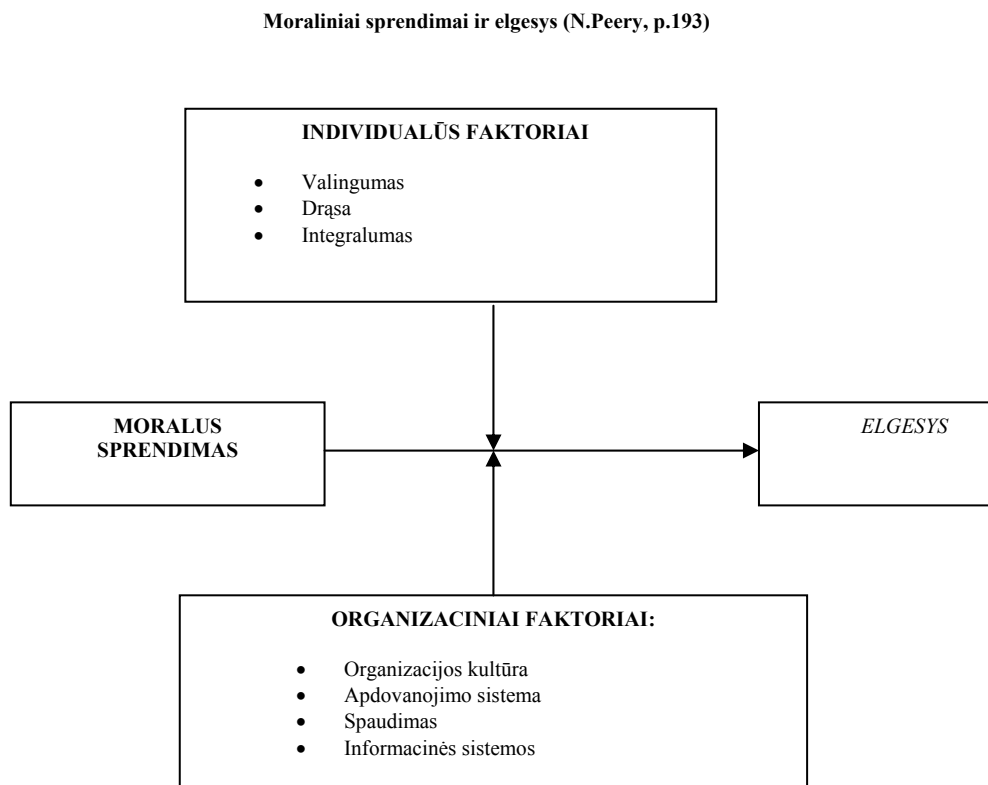 Moraliniai sprendimai ir elgesys (N.Peery, p.193)
INDIVIDUALŪS FAKTORIAI
• Valingumas
• Drąsa
• Integralumas
MORALUS
SPRENDIMAS
ELGESYS
ORGANIZACINIAI FAKTORIAI:
• Organizacijos kultūra
• Apdovanojimo sistema
• Spaudimas
• Informacinės sistemos